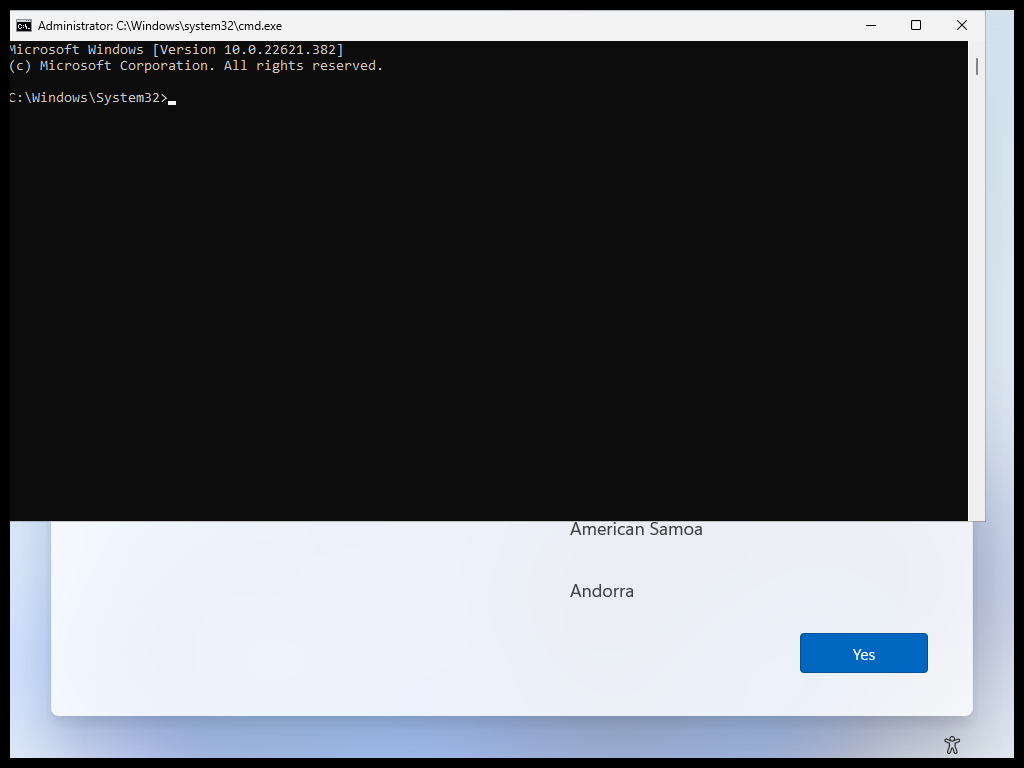 Administrator: C:\Windows\system32\cmd.exe
Microsoft Windows [Version 10.0.22621.382]
(c) Microsoft Corporation. All rights reserved.
C:\Windows\System32>
American Samoa
Andorra
Yes